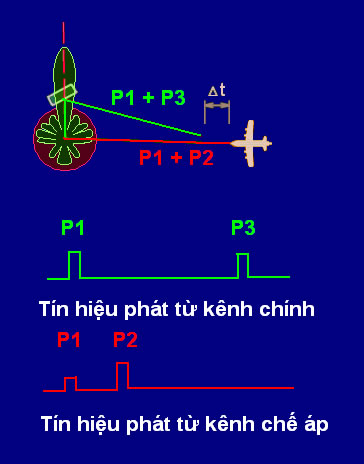 Δt
P1 + P3
P1 + P2
P1 P3
Tín hiệu phát từ kênh chính
P1 P2
Tín hiệu phát từ kênh chế áp